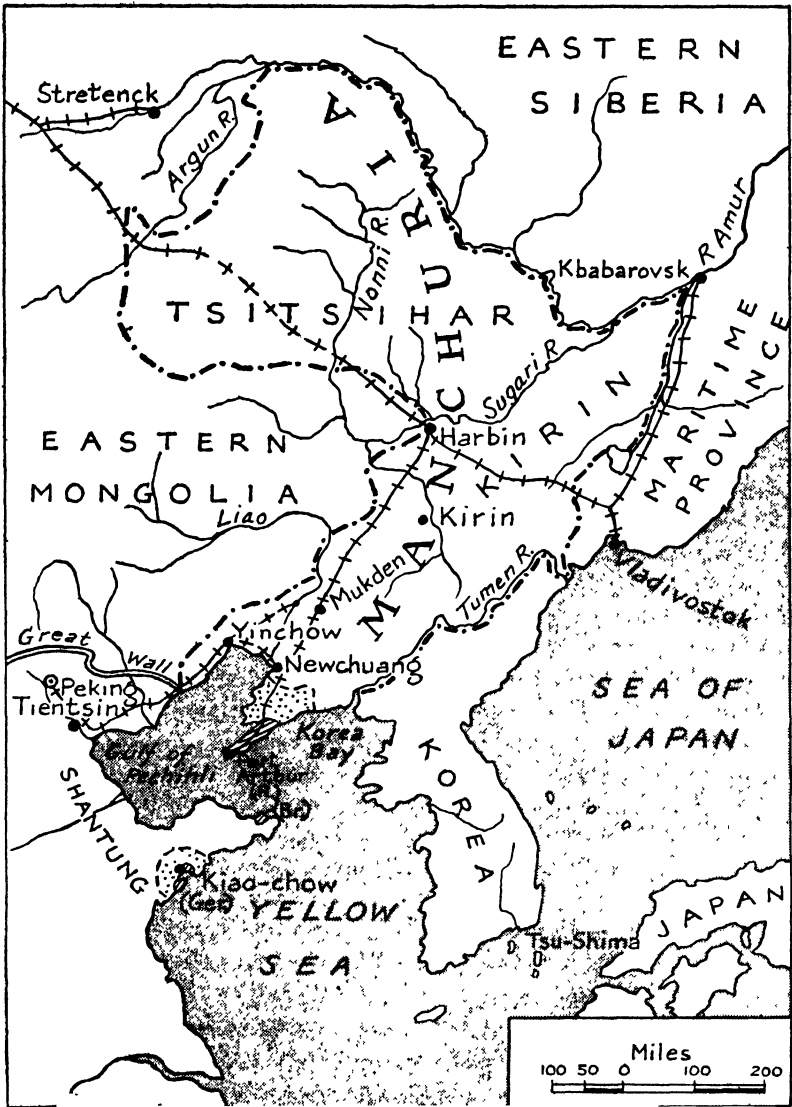 EASTERN
SIBERIA
Stretenck
Argun R.
MANCHURIA
Nonni R.
R Amur
Kbabarovsk
TSITSIHAR
MARITIME
PROVINCE
Sugari R
KIRIN
Harbin
EASTERN
MONGOLIA
Liao
Kirin
Mukden
Tumen R.
Vladivostok
Yinchow
Great Wall
Newchuang
Peking
Tientsin
SEA OF
JAPAN
Korea
Bay
Gulf of
Pechihli
Port
Arthur
(R)
(Br.)
KOREA
SHANTUNG
Kiao-chow
(Ger)
YELLOW
SEA
JAPAN
Tsu-Shima
Miles
100 50 0 100 200